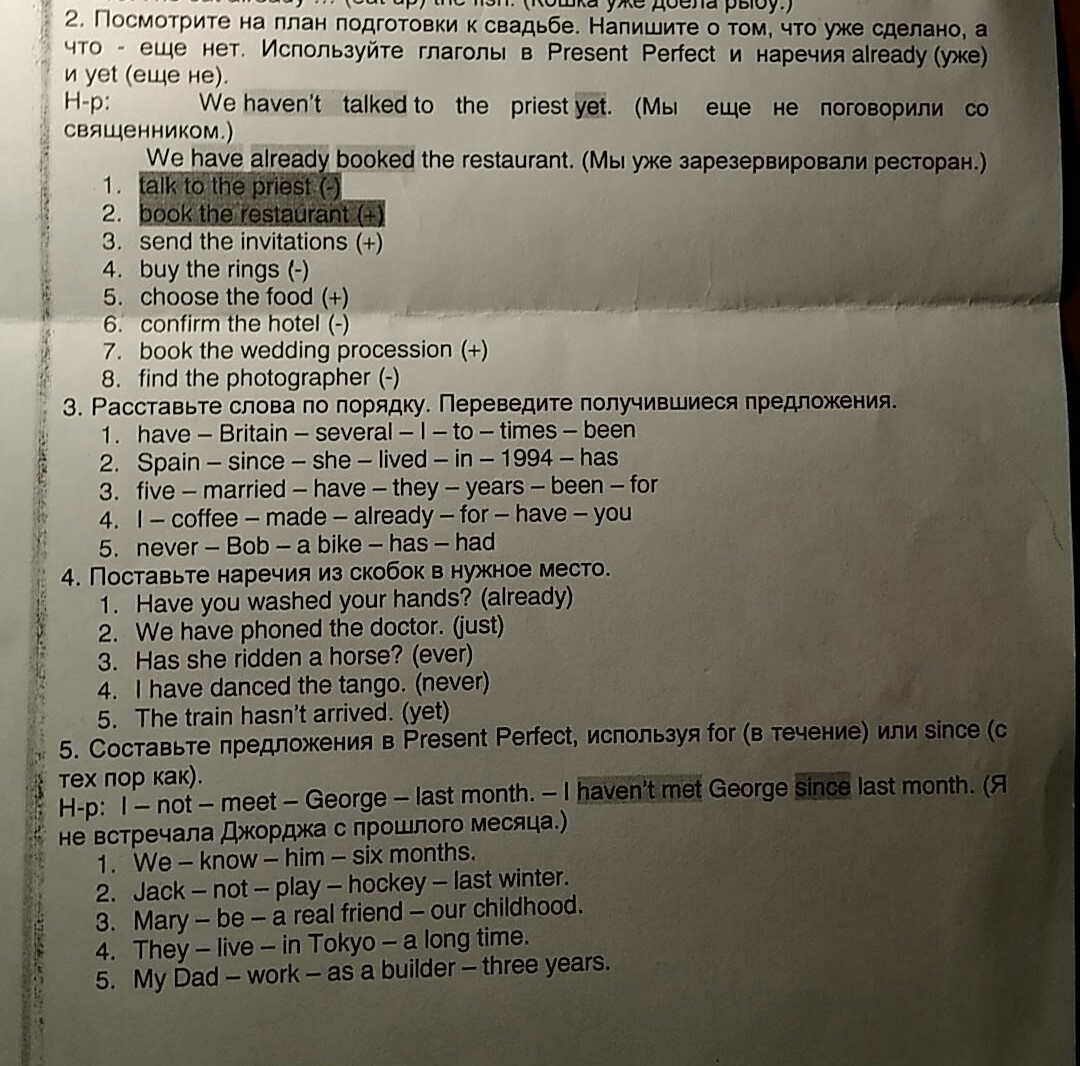 (eat up) the fish. (Кошка уже доела рыбу.)
2. Посмотрите на план подготовки к свадьбе. Напишите о том, что уже сделано, а
что - еще нет. Используйте глаголы в Present Perfect и наречия already (уже)
и yet (еще не).
Н-р: We haven't talked to the priest yet. (Мы еще не поговорили со
священником.)
We have already booked the restaurant. (Мы уже зарезервировали ресторан.)
1. talk to the priest (-)
2. book the restaurant (+)
3. send the invitations (+)
4. buy the rings (-)
5. choose the food (+)
6. confirm the hotel (-)
7. book the wedding procession (+)
8. find the photographer (-)
3. Расставьте слова по порядку. Переведите получившиеся предложения.
1. have – Britain – several – I – to – times – been
2. Spain – since – she – lived – in – 1994 – has
3. five – married – have – they – years – been – for
4. I – coffee – made – already – for – have – you
5. never – Bob – a bike – has – had
4. Поставьте наречия из скобок в нужное место.
1. Have you washed your hands? (already)
2. We have phoned the doctor. (just)
3. Has she ridden a horse? (ever)
4. I have danced the tango. (never)
5. The train hasn't arrived. (yet)
5. Составьте предложения в Present Perfect, используя for (в течение) или since (с
тех пор как).
Н-р: I – not – meet – George – last month. – I haven't met George since last month. (Я
не встречала Джорджа с прошлого месяца.)
1. We – know – him – six months.
2. Jack – not – play – hockey – last winter.
3. Mary – be – a real friend – our childhood.
4. They – live – in Tokyo – a long time.
5. My Dad – work – as a builder – three years.